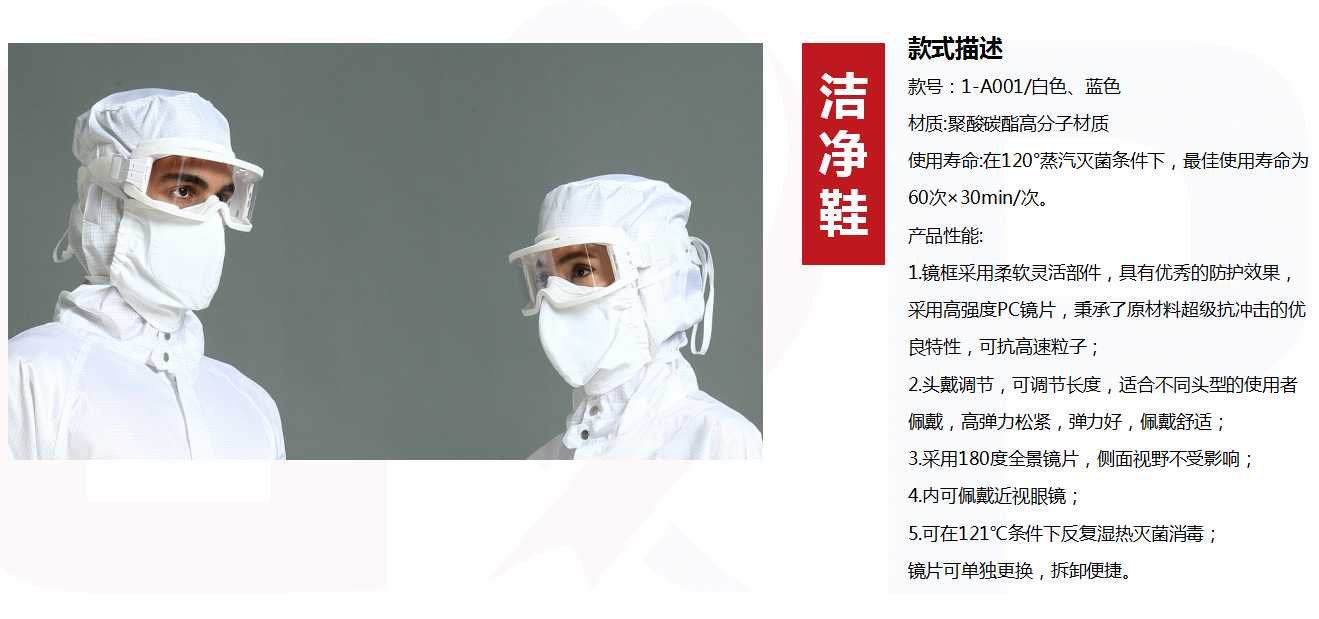 洁净鞋
款式描述
款号：1-A001/白色、蓝色
材质:聚酸碳酯高分子材质
使用寿命:在120°蒸汽灭菌条件下，最佳使用寿命为
60次×30min/次。
产品性能:
1.镜框采用柔软灵活部件，具有优秀的防护效果，
采用高强度PC镜片，秉承了原材料超级抗冲击的优
良特性，可抗高速粒子；
2.头戴调节，可调节长度，适合不同头型的使用者
佩戴，高弹力松紧，弹力好，佩戴舒适；
3.采用180度全景镜片，侧面视野不受影响；
4.内可佩戴近视眼镜；
5.可在121℃条件下反复湿热灭菌消毒；
镜片可单独更换，拆卸便捷。